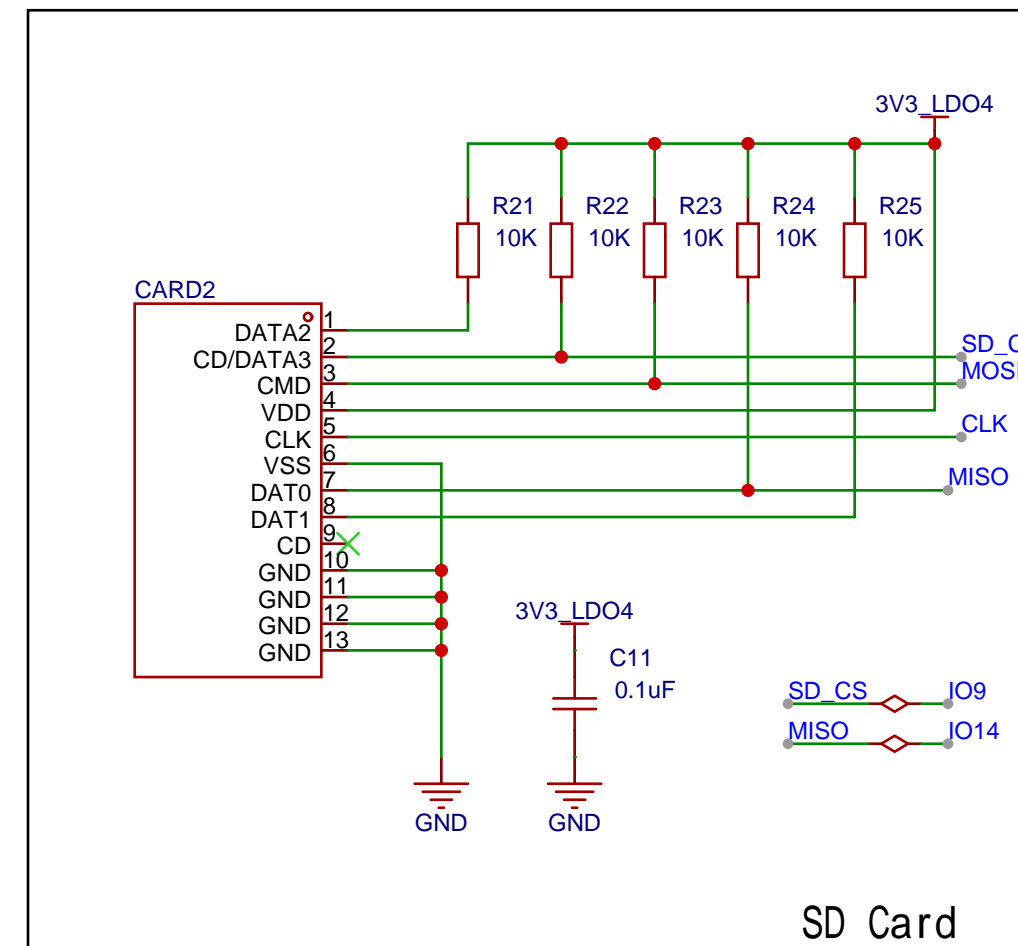 3V3_LDO4
R21 R22 R23 R24 R25
10K 10K 10K 10K 10K
CARD2
DATA2 1
CD/DATA3 2
CMD 3
VDD 4
CLK 5
VSS 6
DAT0 7
DAT1 8
CD 9
GND 10
GND 11
GND 12
GND 13
SD_C
MOSI
CLK
MISO
3V3_LDO4
C11
0.1uF
GND
GND
SD_CS IO9
MISO IO14
SD Card